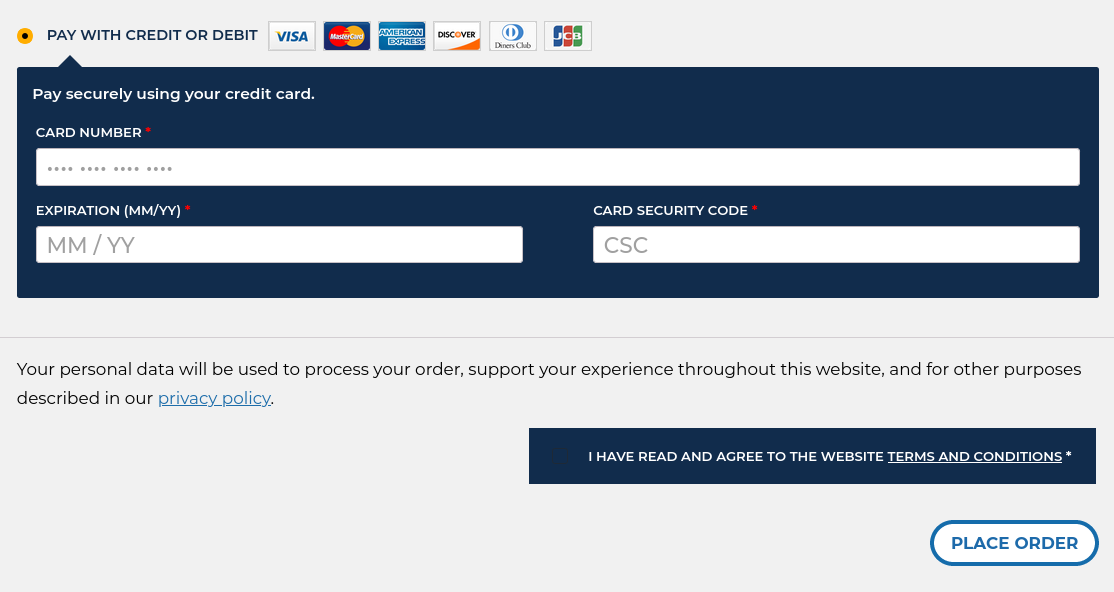 PAY WITH CREDIT OR DEBIT VISA MasterCard AMERICAN EXPRESS DISCOVER Diners Club JCB
Pay securely using your credit card.
CARD NUMBER *
•••• •••• •••• ••••
EXPIRATION (MM/YY) * CARD SECURITY CODE *
MM / YY CSC
Your personal data will be used to process your order, support your experience throughout this website, and for other purposes
described in our privacy policy.
I HAVE READ AND AGREE TO THE WEBSITE TERMS AND CONDITIONS *
PLACE ORDER